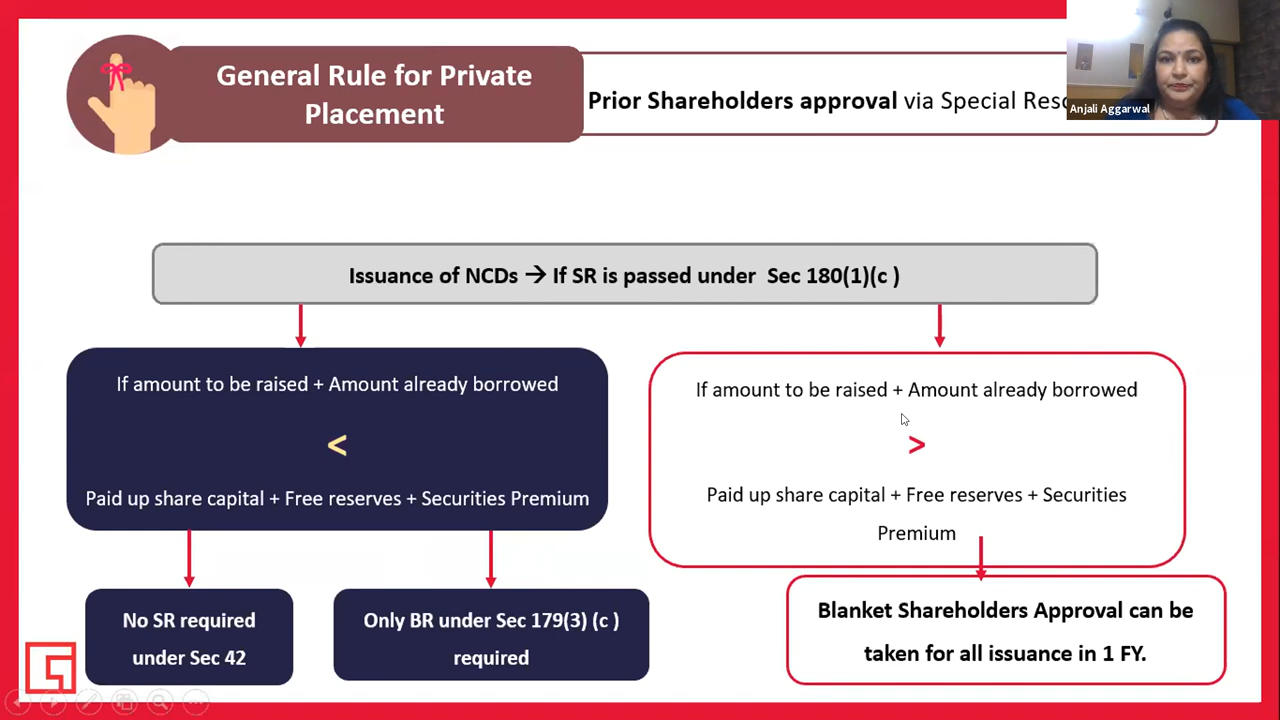 General Rule for Private
Placement
Prior Shareholders approval via Special
Anjali Aggarwal
Issuance of NCDs → If SR is passed under Sec 180(1)(c )
If amount to be raised + Amount already borrowed
<
Paid up share capital + Free reserves + Securities Premium
If amount to be raised + Amount already borrowed
>
Paid up share capital + Free reserves + Securities
Premium
No SR required
under Sec 42
Only BR under Sec 179(3) (c )
required
Blanket Shareholders Approval can be
taken for all issuance in 1 FY.